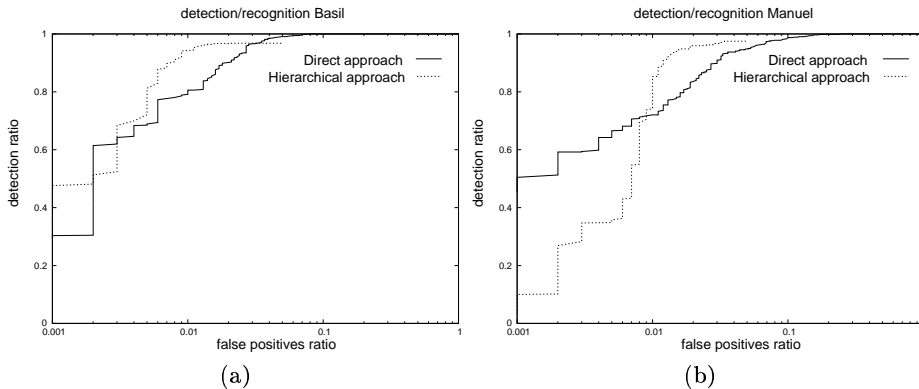 detection/recognition Basil
1
0.8
0.6
0.4
0.2
0
detection ratio
Direct approach
Hierarchical approach
0.001
0.01
0.1
1
false positives ratio
(a)
detection/recognition Manuel
1
0.8
0.6
0.4
0.2
0
detection ratio
Direct approach
Hierarchical approach
0.001
0.01
0.1
false positives ratio
(b)